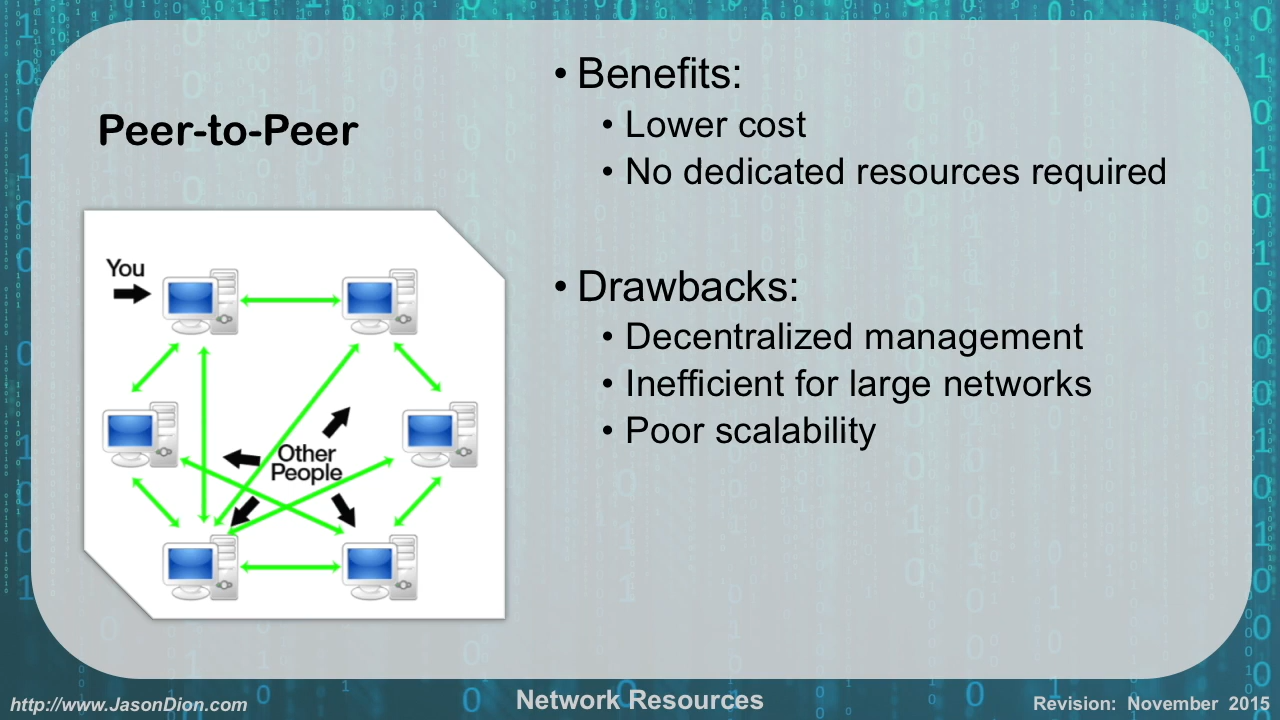 Peer-to-Peer
You
Other
People
• Benefits:
• Lower cost
• No dedicated resources required
• Drawbacks:
• Decentralized management
• Inefficient for large networks
• Poor scalability
http://www.JasonDion.com
Network Resources
Revision: November 2015